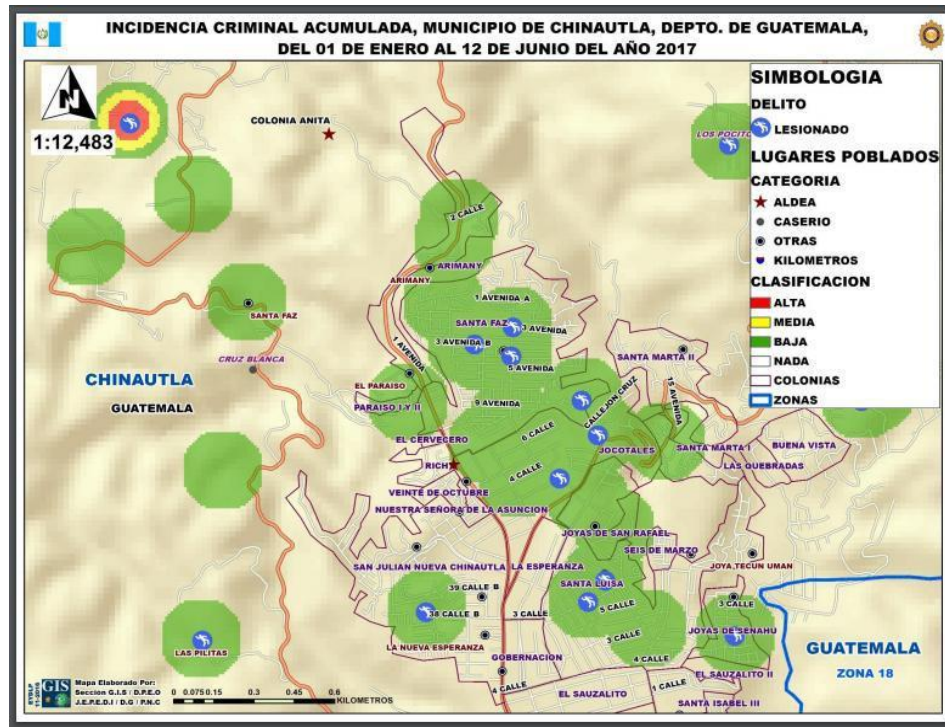 INCIDENCIA CRIMINAL ACUMULADA, MUNICIPIO DE CHINAUTLA, DEPTO. DE GUATEMALA,
DEL 01 DE ENERO AL 12 DE JUNIO DEL AÑO 2017
N
1:12,483
SIMBOLOGIA
DELITO
LESIONADO
LUGARES POBLADOS
CATEGORIA
ALDEA
CASERIO
OTRAS
KILOMETROS
CLASIFICACION
ALTA
MEDIA
BAJA
NADA
COLONIAS
ZONAS
COLONIA ANITA
LOS POCITO
2 CALLE
ARIMANY
ARIMANY
1 AVENIDA A
SANTA FAZ
3 AVENIDA
3 AVENIDA B
5 AVENIDA
SANTA FAZ
1 AVENIDA
CRUZ BLANCA
SANTA MARTA II
CHINAUTLA
GUATEMALA
EL PARAISO
PARAISO I Y II
9 AVENIDA
CALLEJON CRUZ
15 AVENIDA
6 CALLE
EL CERVECERO
JOCOTALES
SANTA MARTA I
BUENA VISTA
RICH
4 CALLE
LAS QUEBRADAS
VEINTE DE OCTUBRE
NUESTRA SEÑORA DE LA ASUNCION
JOYAS DE SAN RAFAEL
SEIS DE MARZO
SAN JULIAN NUEVA CHINAUTLA
LA ESPERANZA
JOYA TECUN UMAN
SANTA LUISA
39 CALLE B
38 CALLE B
3 CALLE
5 CALLE
3 CALLE
3 CALLE
JOYAS DE SENAHU
LAS PILITAS
LA NUEVA ESPERANZA
GOBERNACION
4 CALLE
EL SAUZALITO II
GUATEMALA
ZONA 18
4 CALLE
EL SAUZALITO
1 CALLE
SANTA ISABEL III
GIS
Mapa Elaborado Por:
Sección G.I.S / D.P.E.O
J.E.P.E.D.I / D.G / P.N.C
0 0.075 0.15 0.3 0.45 0.6
KILOMETROS